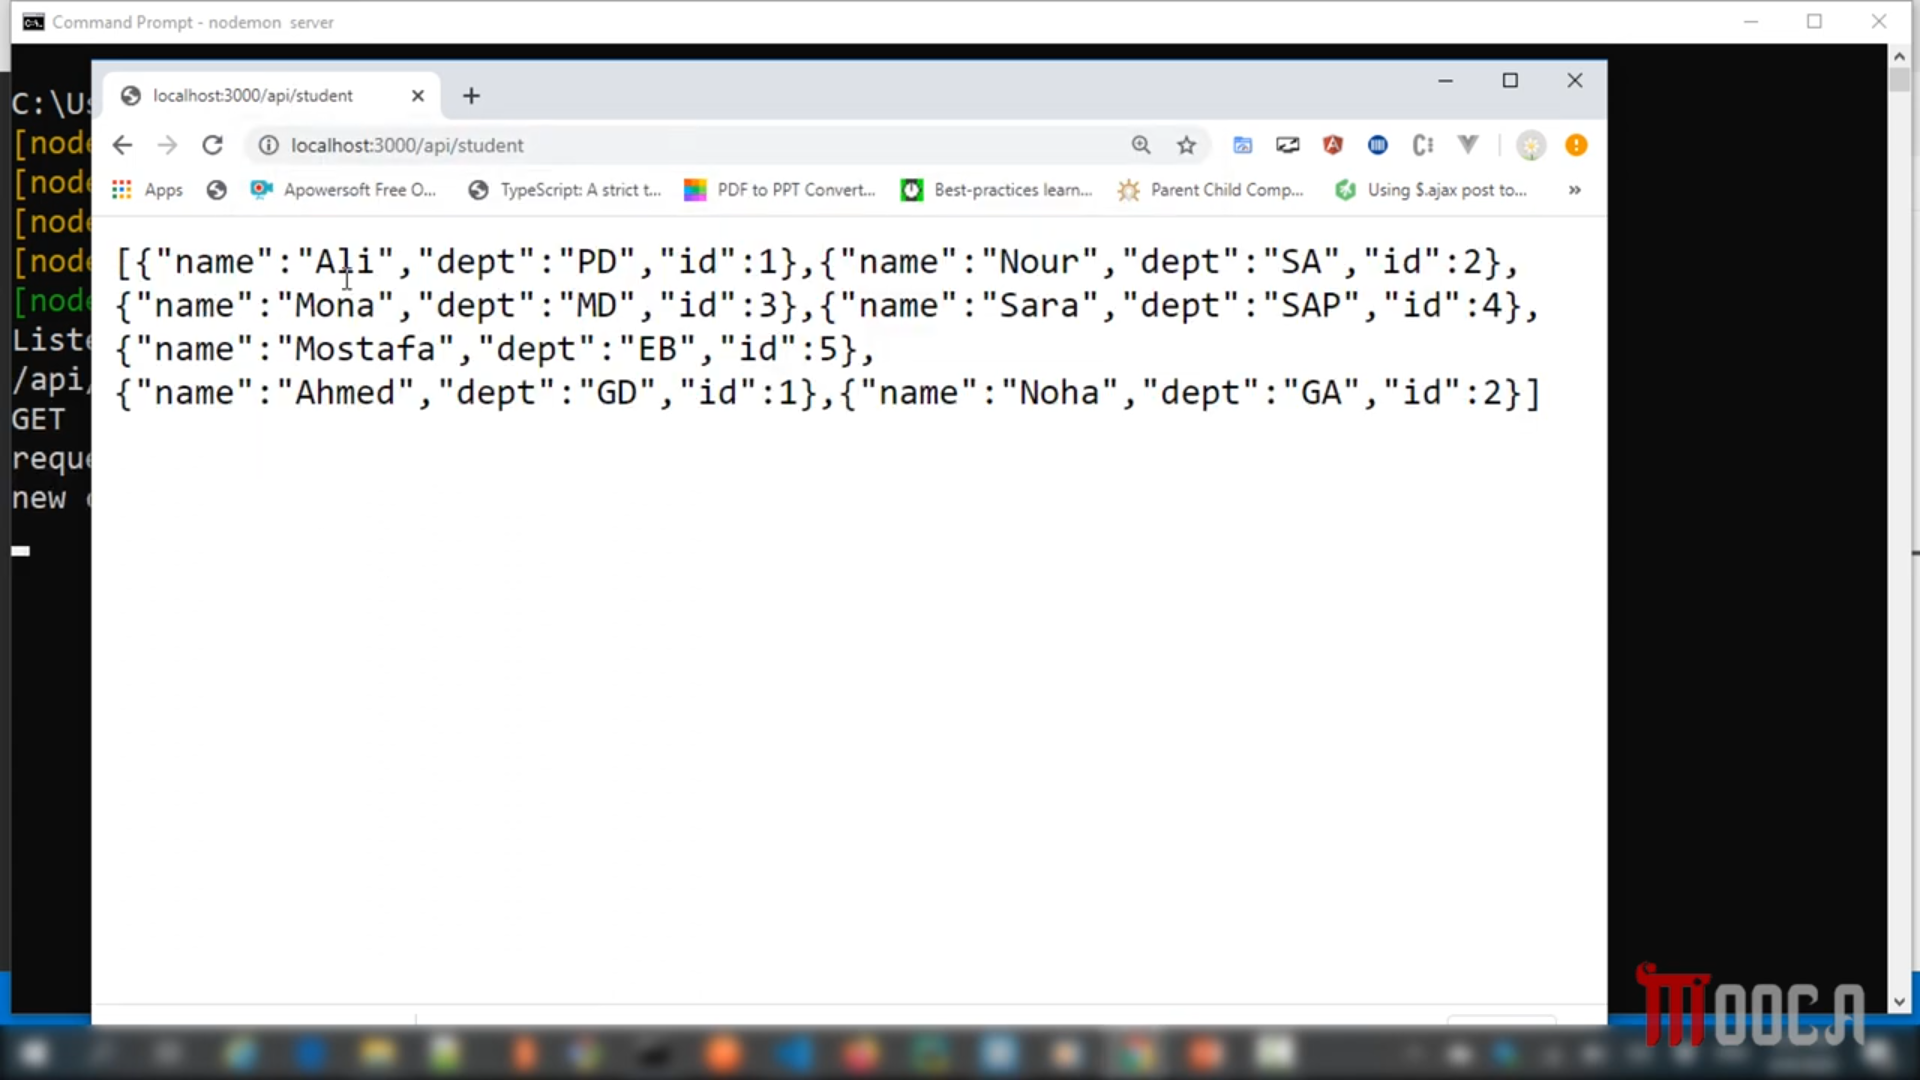 Command Prompt - nodemon server
localhost:3000/api/student
localhost:3000/api/student
Apps Apowersoft Free O... TypeScript: A strict t... PDF to PPT Convert... Best-practices learn... Parent Child Comp... Using $.ajax post to... »
[{"name":"Ali","dept":"PD","id":1},{"name":"Nour","dept":"SA","id":2},
{"name":"Mona","dept":"MD","id":3},{"name":"Sara","dept":"SAP","id":4},
{"name":"Mostafa","dept":"EB","id":5},
{"name":"Ahmed","dept":"GD","id":1},{"name":"Noha","dept":"GA","id":2}]
C:\Us
[node
[node
[node
[node
[node
Liste
/api/
GET
reque
new
MOOCA